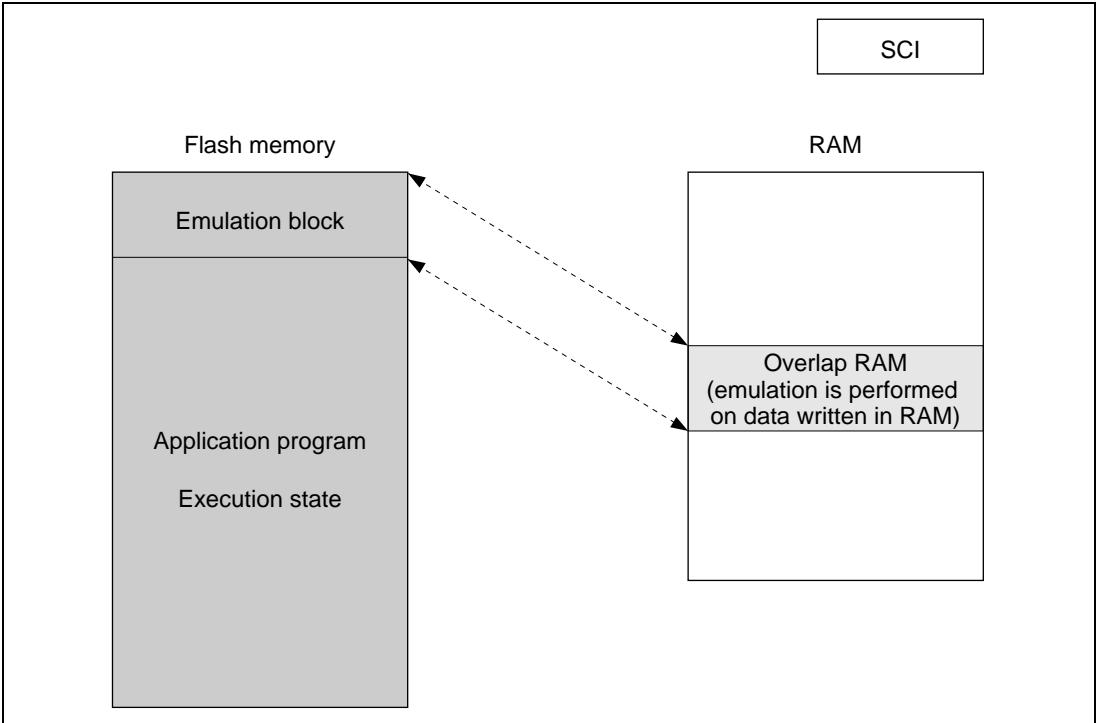 SCI
Flash memory
RAM
Emulation block
Overlap RAM
(emulation is performed
on data written in RAM)
Application program
Execution state